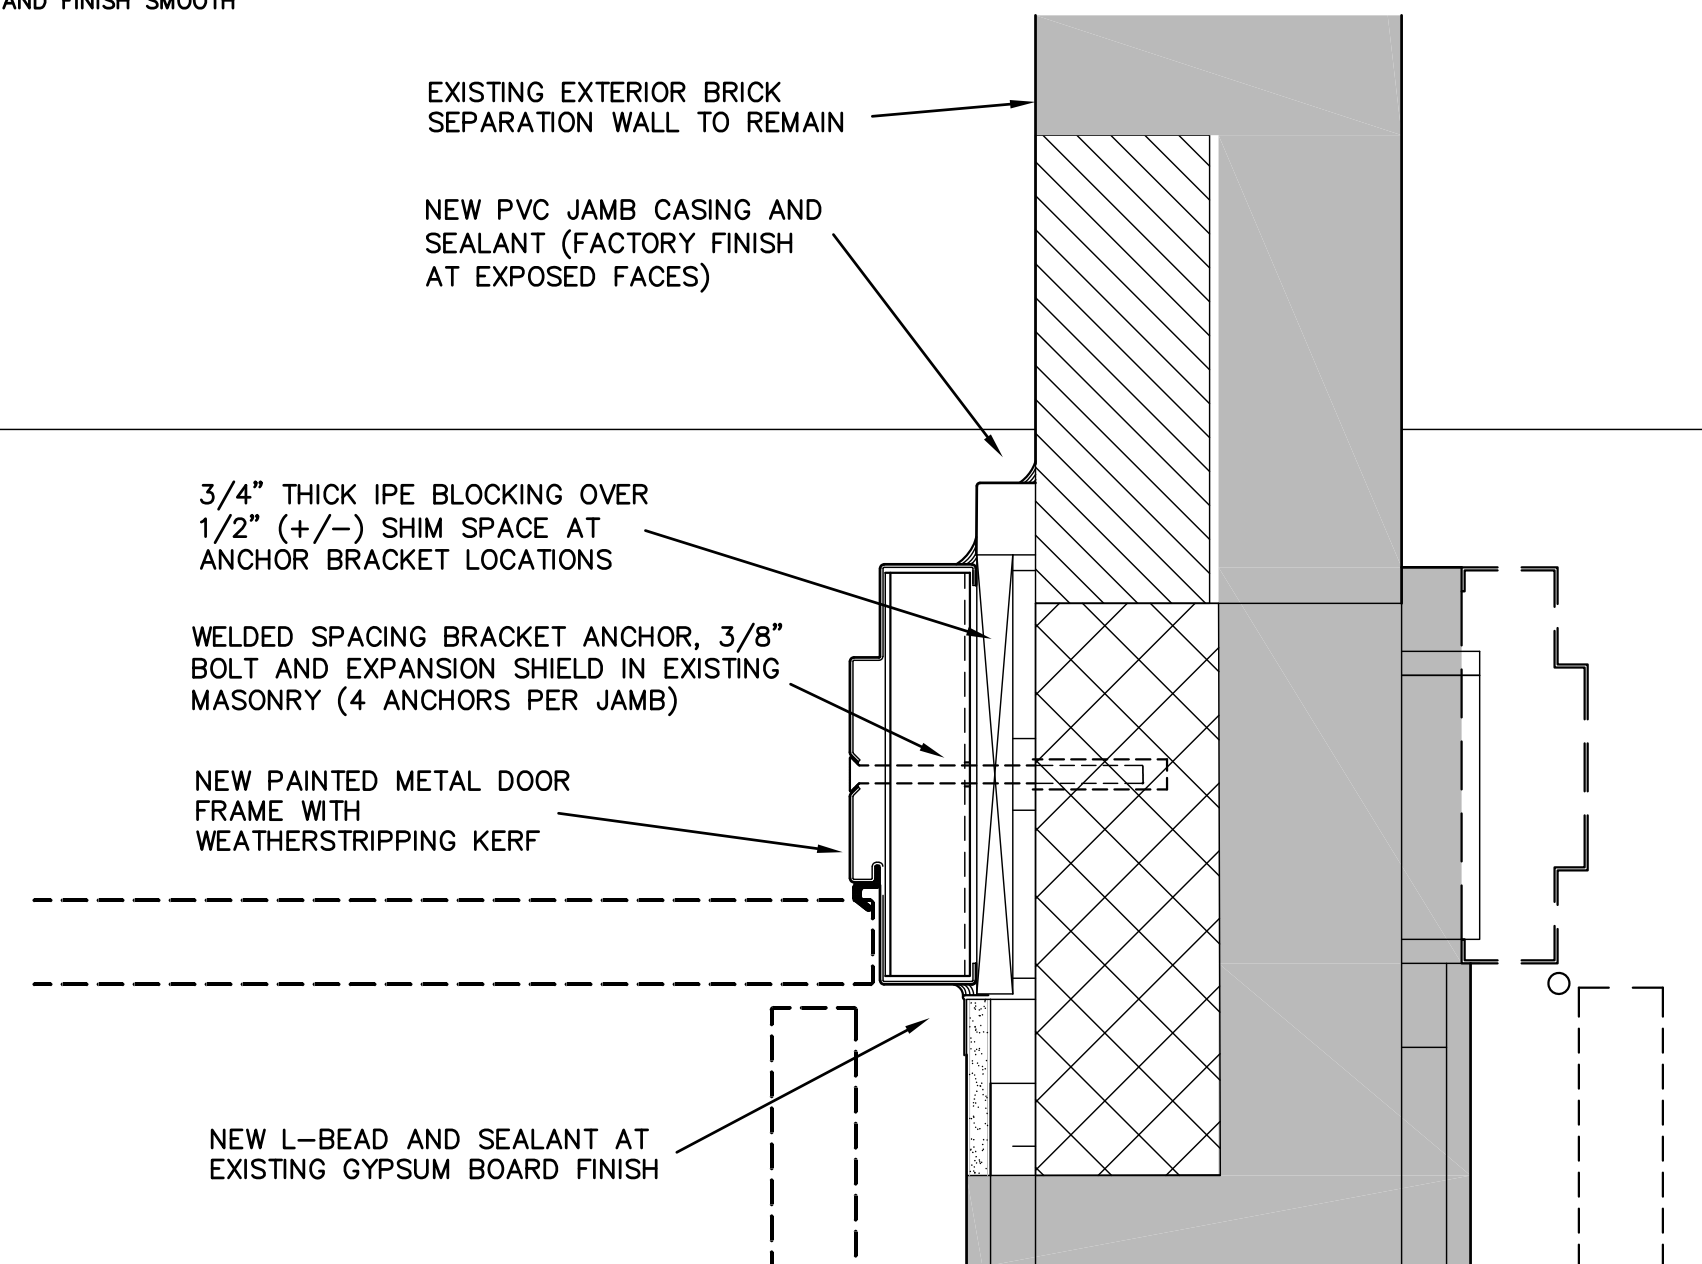 AND FINISH SMOOTH
EXISTING EXTERIOR BRICK
SEPARATION WALL TO REMAIN
NEW PVC JAMB CASING AND
SEALANT (FACTORY FINISH
AT EXPOSED FACES)
3/4" THICK IPE BLOCKING OVER
1/2" (+/-) SHIM SPACE AT
ANCHOR BRACKET LOCATIONS
WELDED SPACING BRACKET ANCHOR, 3/8"
BOLT AND EXPANSION SHIELD IN EXISTING
MASONRY (4 ANCHORS PER JAMB)
NEW PAINTED METAL DOOR
FRAME WITH
WEATHERSTRIPPING KERF
NEW L-BEAD AND SEALANT AT
EXISTING GYPSUM BOARD FINISH